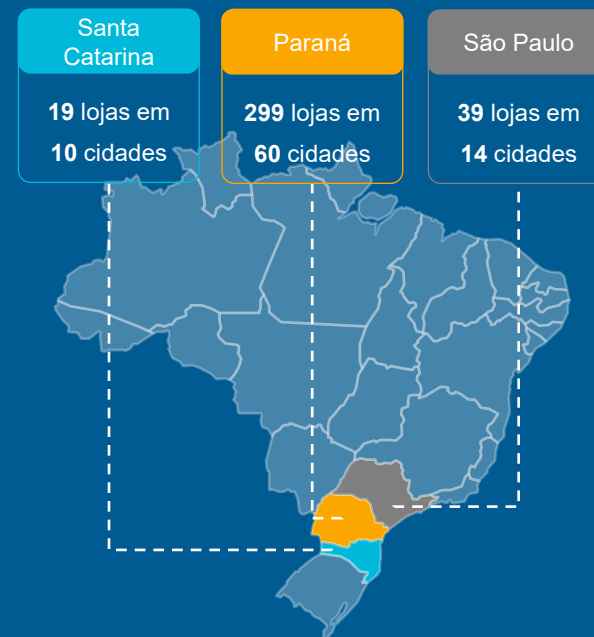 Santa
Catarina
19 lojas em
10 cidades
Paraná
299 lojas em
60 cidades
São Paulo
39 lojas em
14 cidades